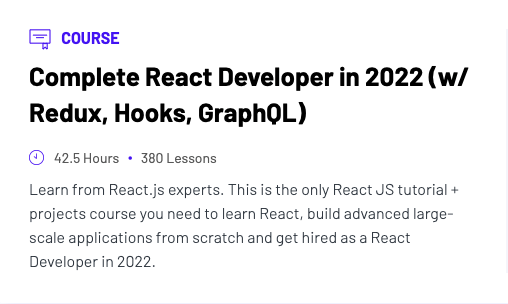 COURSE
Complete React Developer in 2022 (w/
Redux, Hooks, GraphQL)
42.5 Hours • 380 Lessons
Learn from React.js experts. This is the only React JS tutorial +
projects course you need to learn React, build advanced large-
scale applications from scratch and get hired as a React
Developer in 2022.